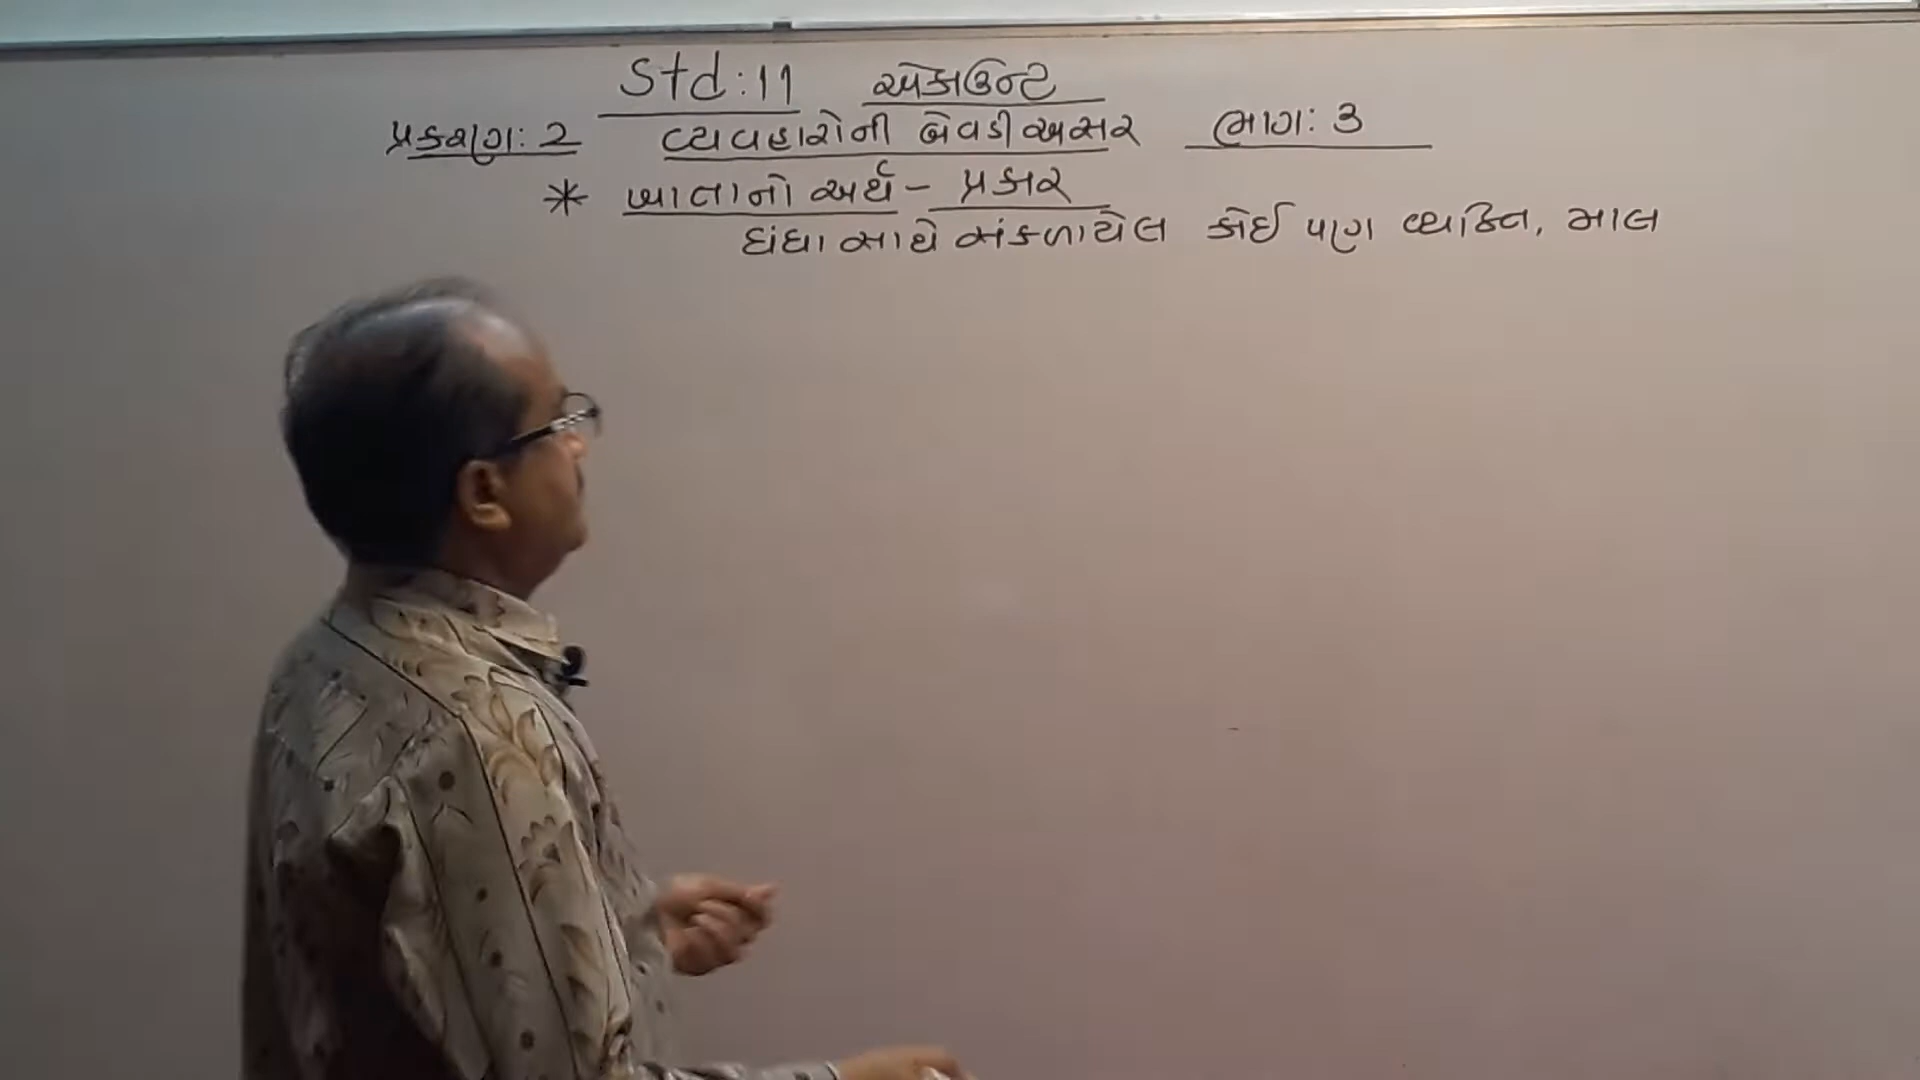 Std:11 એકાઉન્ટ
પ્રકરણ: 2 વ્યવહારોની બેવડી અસર ભાગ: 3
* ખાતાનો અર્થ - પ્રકાર
ધંધા સાથે સંકળાયેલ કોઈ પણ વ્યક્તિ, માલ